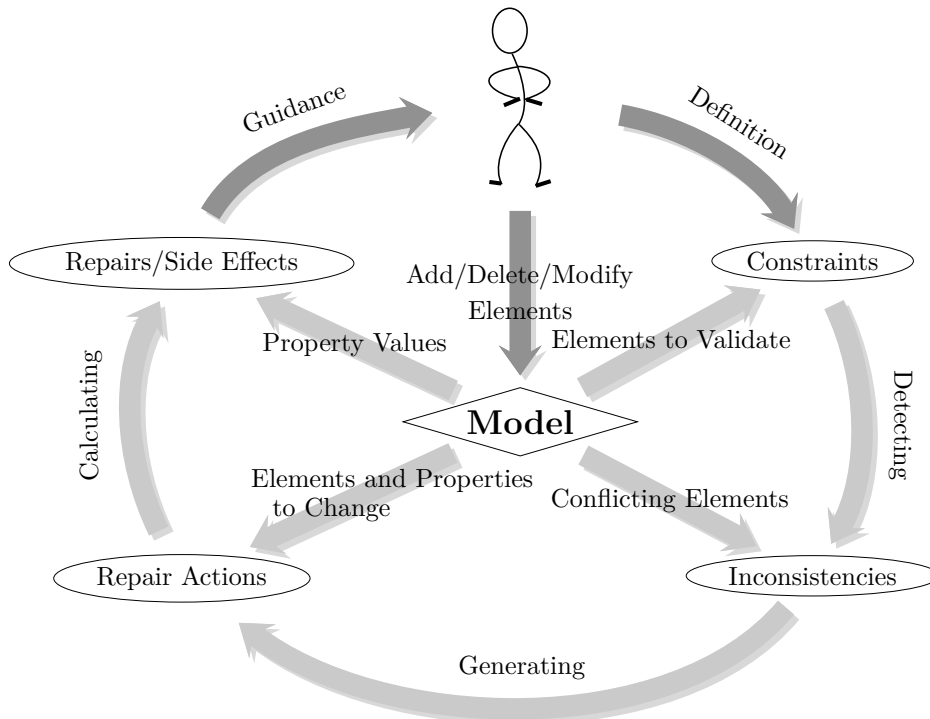 Guidance
Definition
Repairs/Side Effects
Add/Delete/Modify
Elements
Constraints
Property Values
Elements to Validate
Calculating
Model
Detecting
Elements and Properties
to Change
Conflicting Elements
Repair Actions
Inconsistencies
Generating